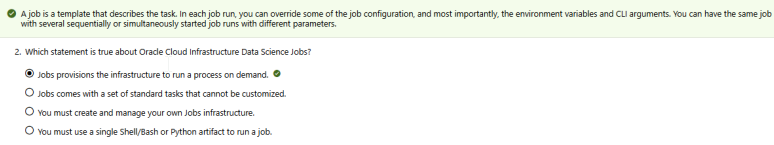 A job is a template that describes the task. In each job run, you can override some of the job configuration, and most importantly, the environment variables and CLI arguments. You can have the same job
with several sequentially or simultaneously started job runs with different parameters.
2. Which statement is true about Oracle Cloud Infrastructure Data Science Jobs?
Jobs provisions the infrastructure to run a process on demand.
Jobs comes with a set of standard tasks that cannot be customized.
You must create and manage your own Jobs infrastructure.
You must use a single Shell/Bash or Python artifact to run a job.